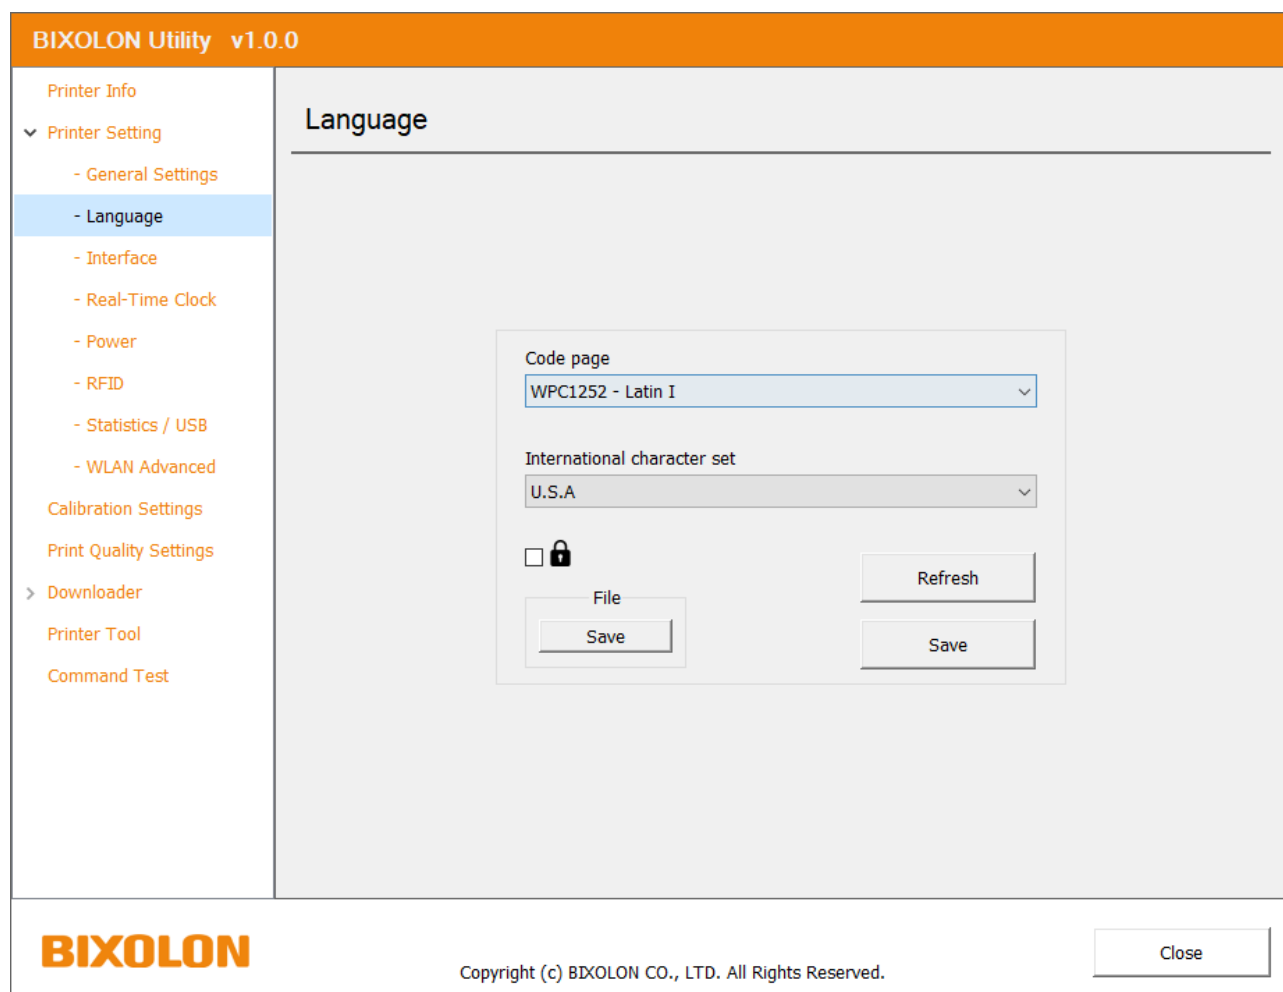 BIXOLON Utility v1.0.0
Printer Info
Printer Setting
- General Settings
- Language
- Interface
- Real-Time Clock
- Power
- RFID
- Statistics / USB
- WLAN Advanced
Calibration Settings
Print Quality Settings
Downloader
Printer Tool
Command Test
Language
Code page
WPC1252 - Latin I
International character set
U.S.A
File
Save
Refresh
Save
BIXOLON
Copyright (c) BIXOLON CO., LTD. All Rights Reserved.
Close